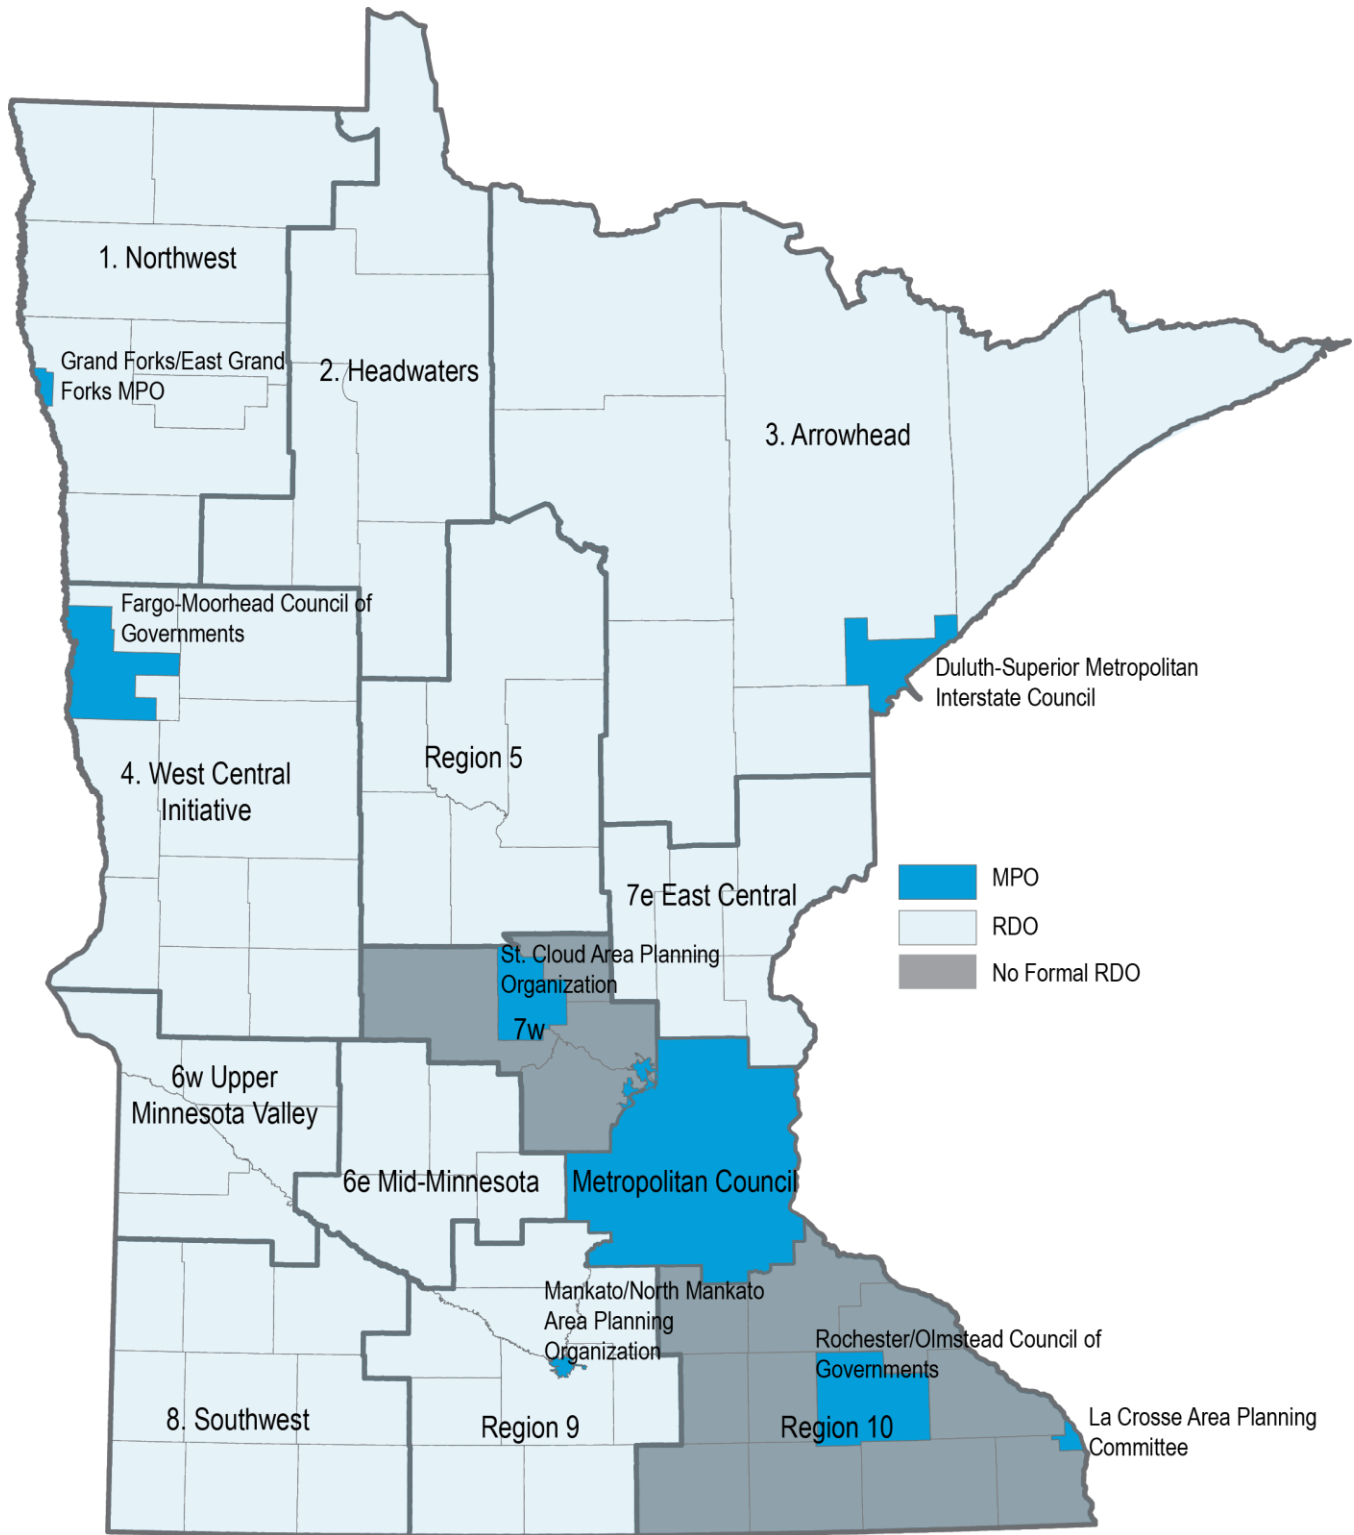 1. Northwest
Grand Forks/East Grand
Forks MPO
2. Headwaters
3. Arrowhead
Fargo-Moorhead Council of
Governments
Duluth-Superior Metropolitan
Interstate Council
Region 5
4. West Central
Initiative
MPO
RDO
No Formal RDO
7e East Central
St. Cloud Area Planning
Organization
7w
6w Upper
Minnesota Valley
6e Mid-Minnesota
Metropolitan Council
Mankato/North Mankato
Area Planning
Organization
Rochester/Olmstead Council of
Governments
8. Southwest
Region 9
Region 10
La Crosse Area Planning
Committee